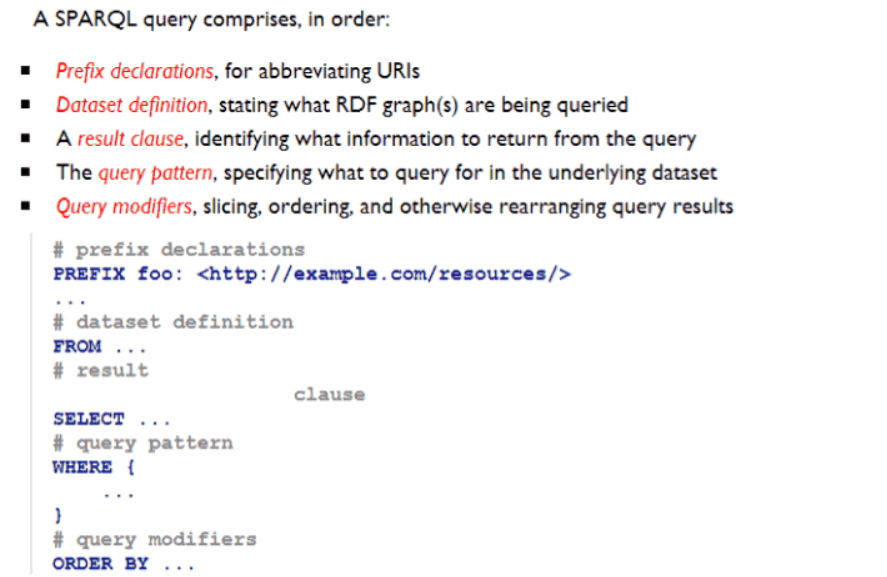 A SPARQL query comprises, in order:
▪ Prefix declarations, for abbreviating URIs
▪ Dataset definition, stating what RDF graph(s) are being queried
▪ A result clause, identifying what information to return from the query
▪ The query pattern, specifying what to query for in the underlying dataset
▪ Query modifiers, slicing, ordering, and otherwise rearranging query results
# prefix declarations
PREFIX foo: <http://example.com/resources/>
...
# dataset definition
FROM ...
# result
clause
SELECT ...
# query pattern
WHERE {
...
}
# query modifiers
ORDER BY ...